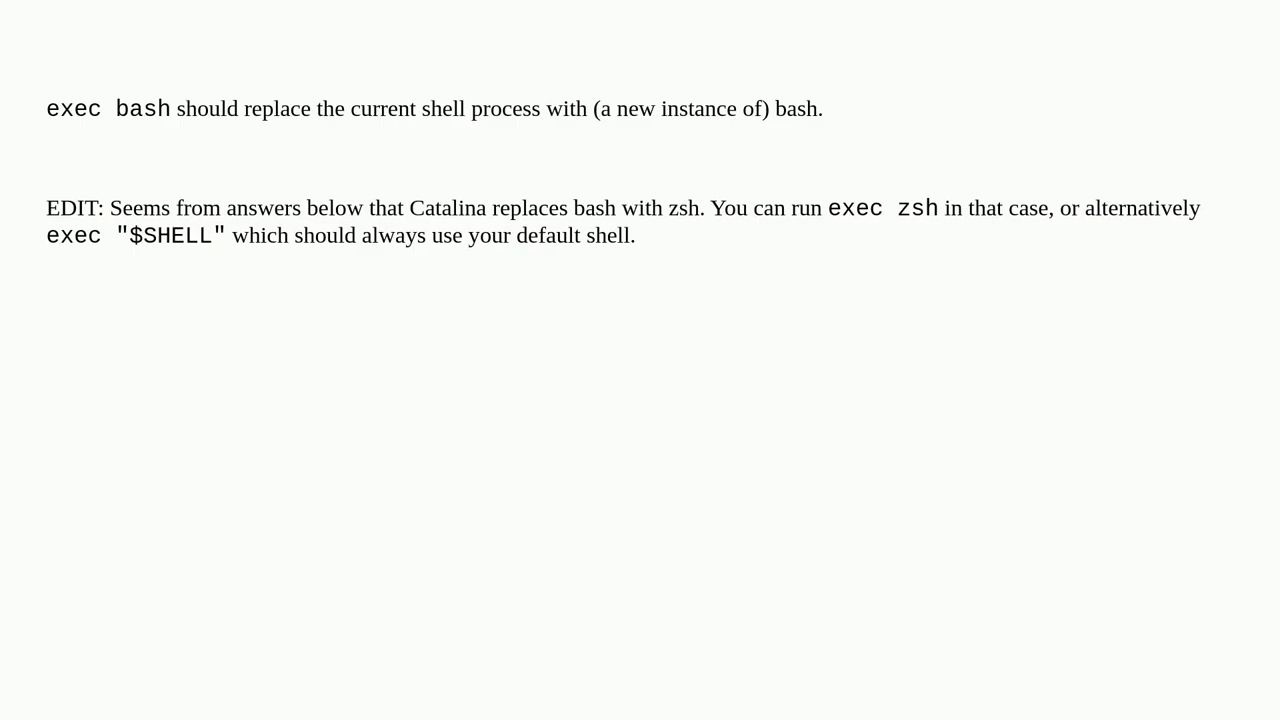 exec bash should replace the current shell process with (a new instance of) bash.
EDIT: Seems from answers below that Catalina replaces bash with zsh. You can run exec zsh in that case, or alternatively
exec "$SHELL" which should always use your default shell.